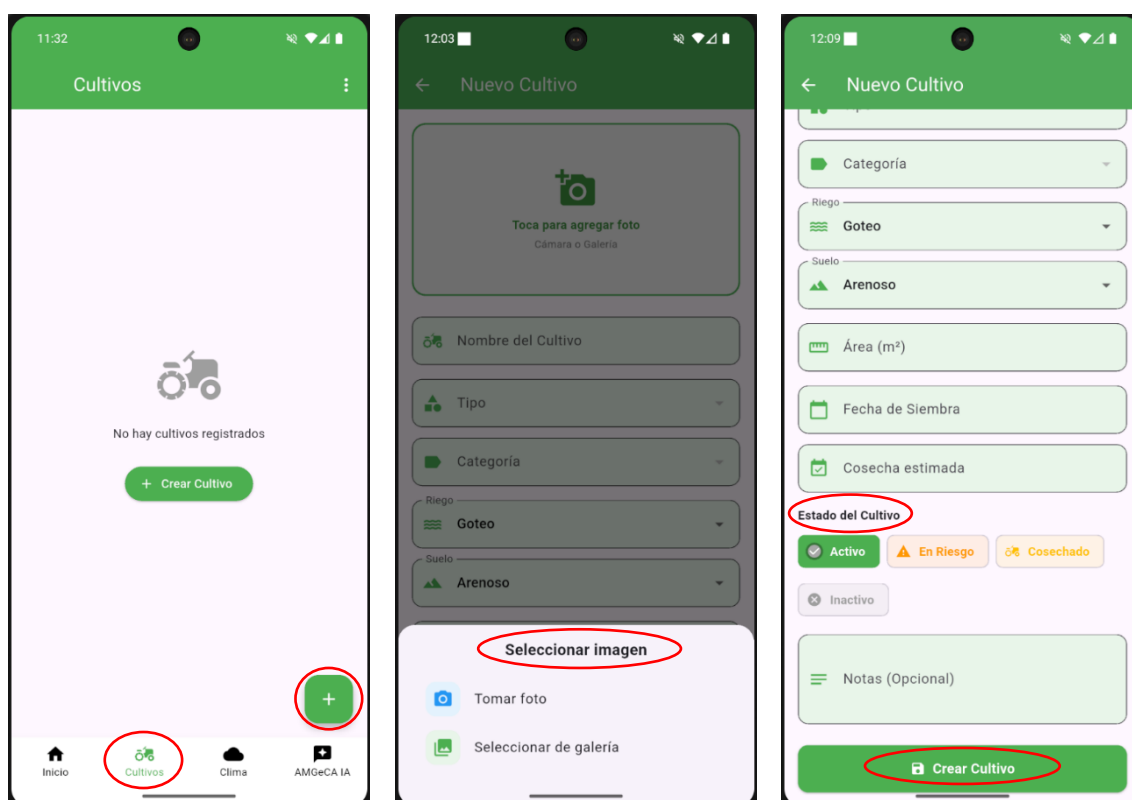 11:32
Cultivos
No hay cultivos registrados
+ Crear Cultivo
+
Inicio
Cultivos
Clima
AMGeCA IA
12:03
Nuevo Cultivo
Toca para agregar foto
Cámara o Galería
Nombre del Cultivo
Tipo
Categoría
Riego
Goteo
Suelo
Arenoso
Seleccionar imagen
Tomar foto
Seleccionar de galería
12:09
Nuevo Cultivo
Categoría
Riego
Goteo
Suelo
Arenoso
Área (m²)
Fecha de Siembra
Cosecha estimada
Estado del Cultivo
Activo
En Riesgo
Cosechado
Inactivo
Notas (Opcional)
Crear Cultivo